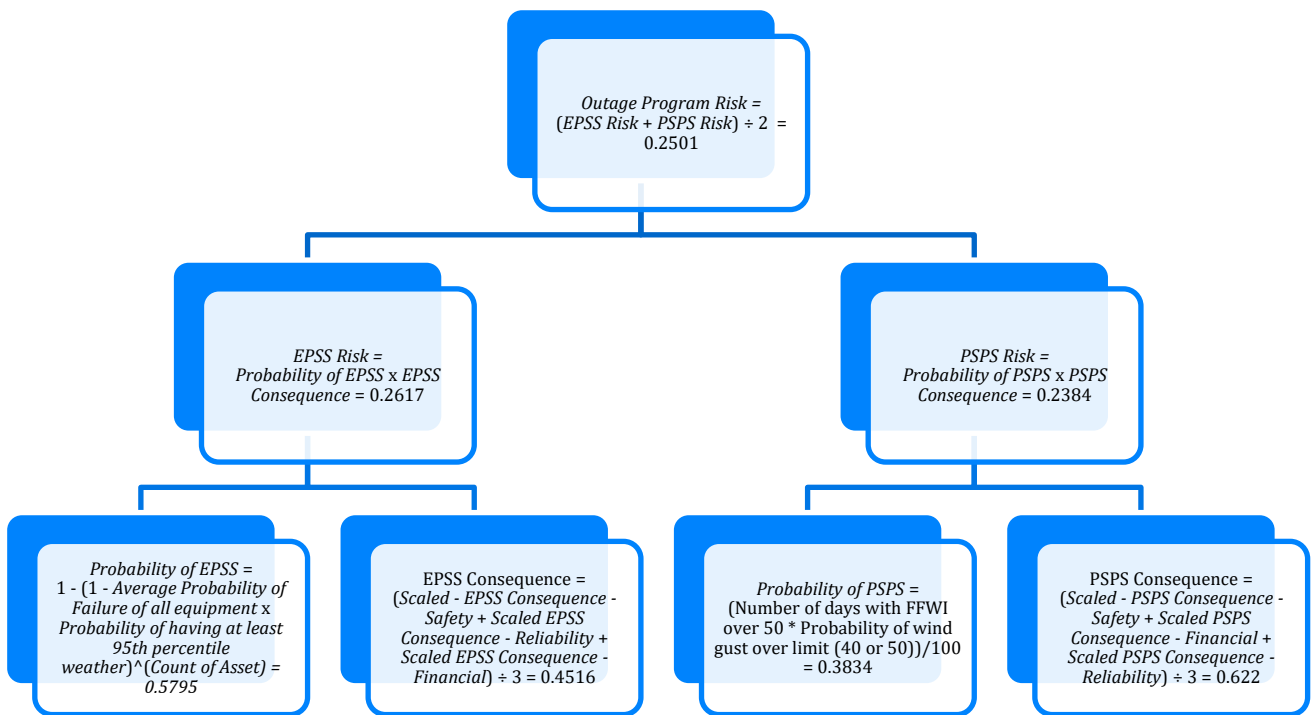 Outage Program Risk =
(EPSS Risk + PSPS Risk) ÷ 2 =
0.2501
EPSS Risk =
Probability of EPSS x EPSS
Consequence = 0.2617
PSPS Risk =
Probability of PSPS x PSPS
Consequence = 0.2384
Probability of EPSS =
1 - (1 - Average Probability of
Failure of all equipment x
Probability of having at least
95th percentile
weather)^(Count of Asset) =
0.5795
EPSS Consequence =
(Scaled - EPSS Consequence -
Safety + Scaled EPSS
Consequence - Reliability +
Scaled EPSS Consequence -
Financial) ÷ 3 = 0.4516
Probability of PSPS =
(Number of days with FFWI
over 50 * Probability of wind
gust over limit (40 or 50))/100
= 0.3834
PSPS Consequence =
(Scaled - PSPS Consequence -
Safety + Scaled PSPS
Consequence - Financial +
Scaled PSPS Consequence -
Reliability) ÷ 3 = 0.622